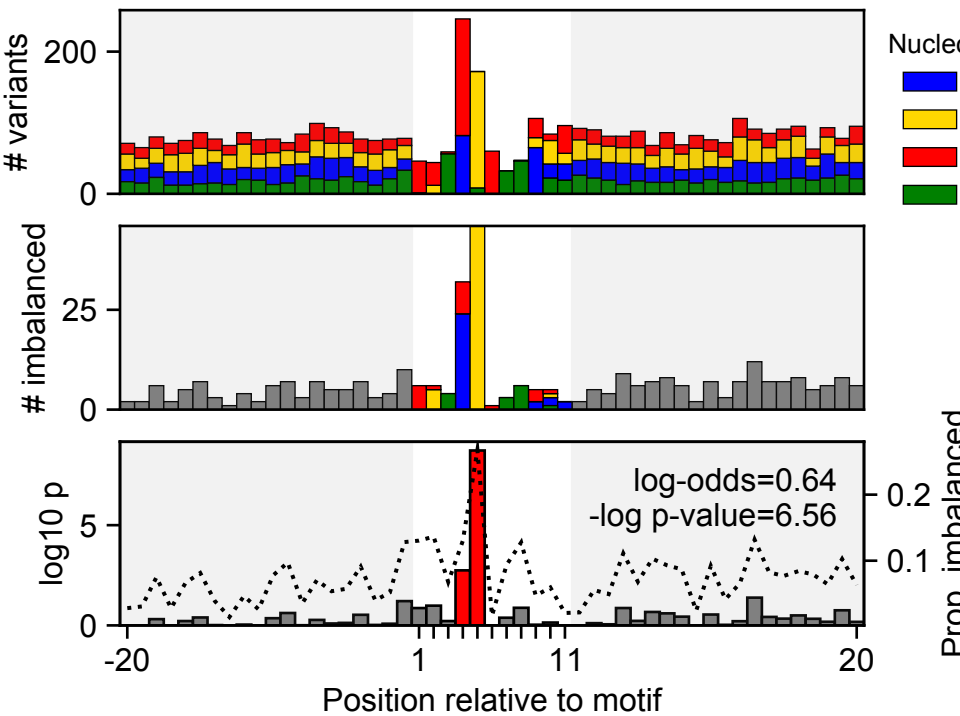 # variants
200
0
Nucleo
# imbalanced
25
0
log10 p
5
0
log-odds=0.64
-log p-value=6.56
0.2
0.1
Prop. imbalanced
-20
1
11
20
Position relative to motif